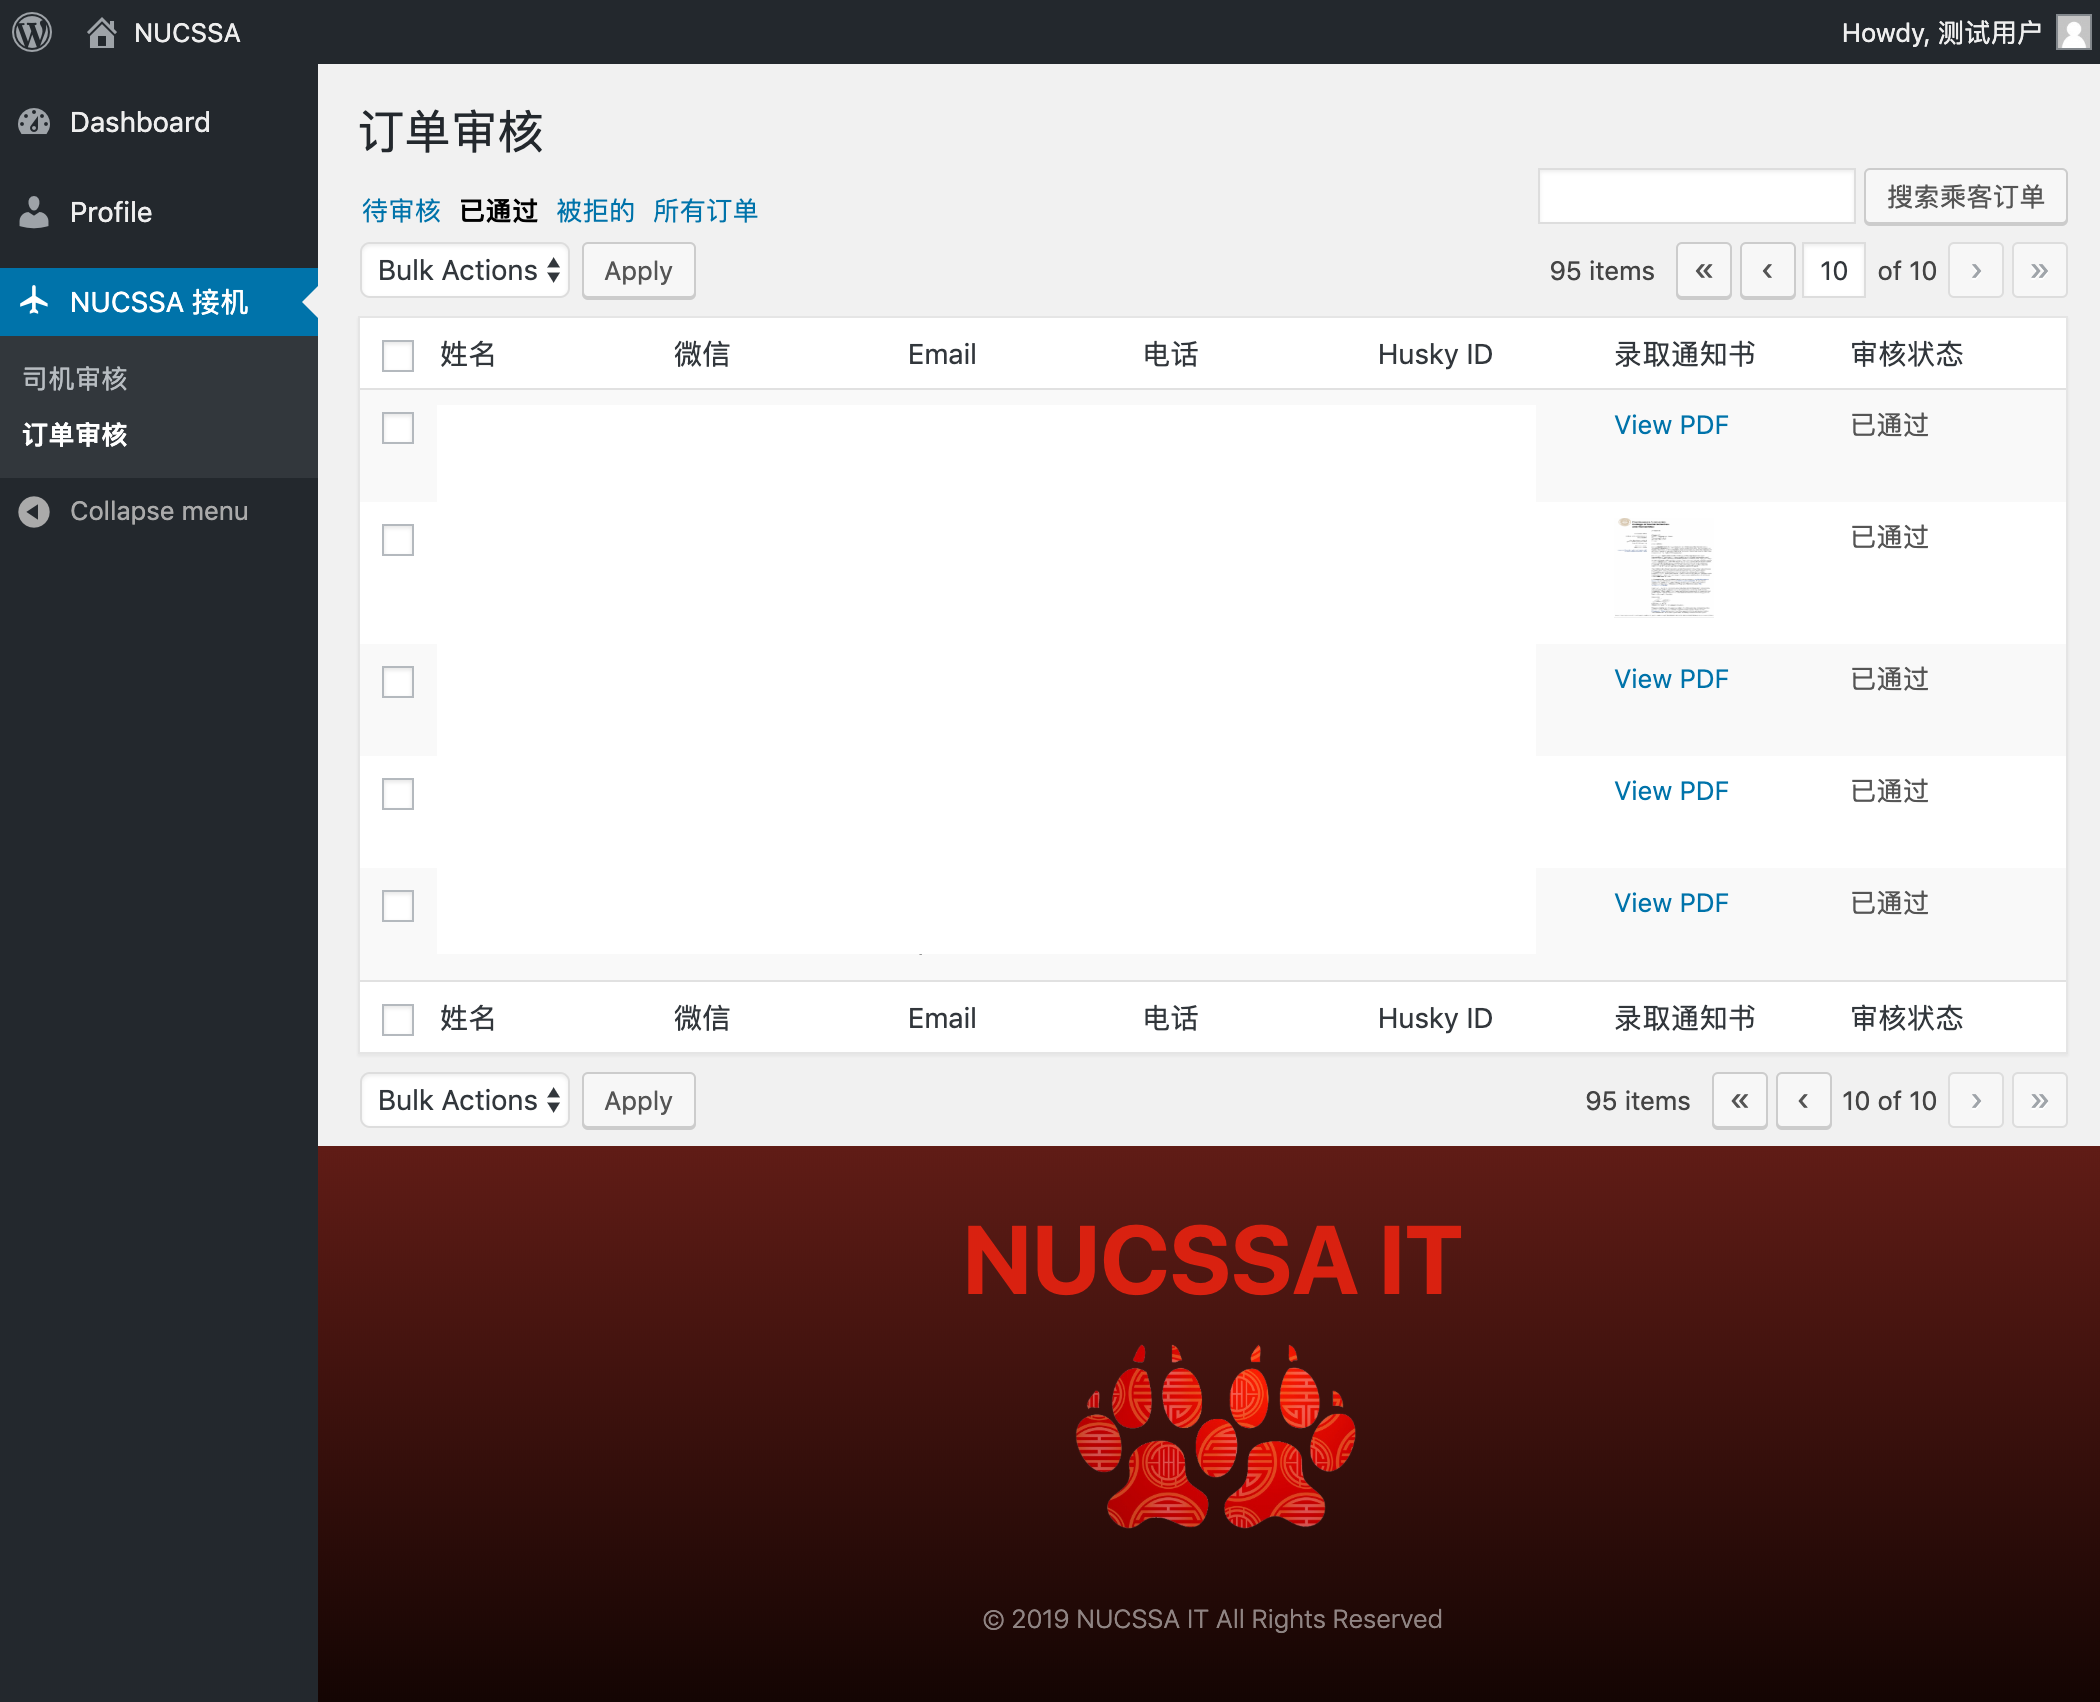 NUCSSA
Howdy, 测试用户
Dashboard
Profile
NUCSSA 接机
司机审核
订单审核
Collapse menu
订单审核
待审核 已通过 被拒的 所有订单
搜索乘客订单
Bulk Actions Apply
95 items « ‹ 10 of 10 › »
姓名 微信 Email 电话 Husky ID 录取通知书 审核状态
View PDF 已通过
已通过
View PDF 已通过
View PDF 已通过
View PDF 已通过
姓名 微信 Email 电话 Husky ID 录取通知书 审核状态
Bulk Actions Apply
95 items « ‹ 10 of 10 › »
NUCSSA IT
© 2019 NUCSSA IT All Rights Reserved